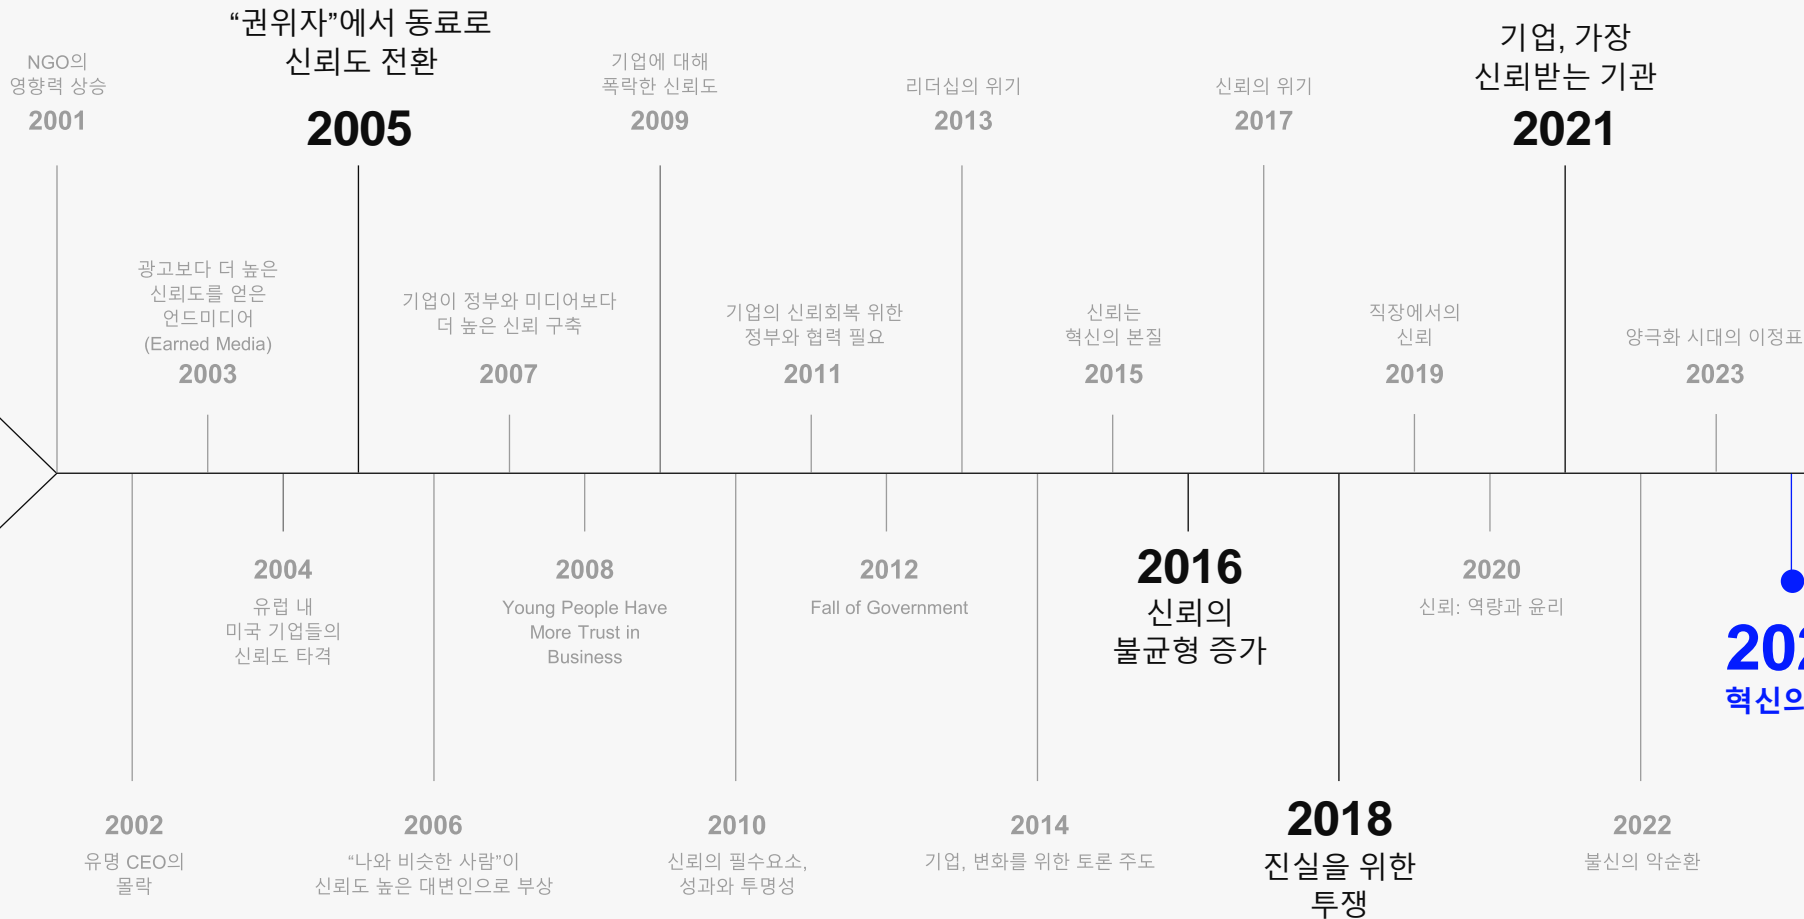 NGO의
영향력 상승
2001
“권위자”에서 동료로
신뢰도 전환
2005
기업에 대해
폭락한 신뢰도
2009
리더십의 위기
2013
신뢰의 위기
2017
기업, 가장
신뢰받는 기관
2021
광고보다 더 높은
신뢰도를 얻은
언드미디어
(Earned Media)
2003
기업이 정부와 미디어보다
더 높은 신뢰 구축
2007
기업의 신뢰회복 위한
정부와 협력 필요
2011
신뢰는
혁신의 본질
2015
직장에서의
신뢰
2019
양극화 시대의 이정표
2023
2004
유럽 내
미국 기업들의
신뢰도 타격
2008
Young People Have
More Trust in
Business
2012
Fall of Government
2016
신뢰의
불균형 증가
2020
신뢰: 역량과 윤리
혁신의
2002
유명 CEO의
몰락
2006
“나와 비슷한 사람”이
신뢰도 높은 대변인으로 부상
2010
신뢰의 필수요소,
성과와 투명성
2014
기업, 변화를 위한 토론 주도
2018
진실을 위한
투쟁
2022
불신의 악순환